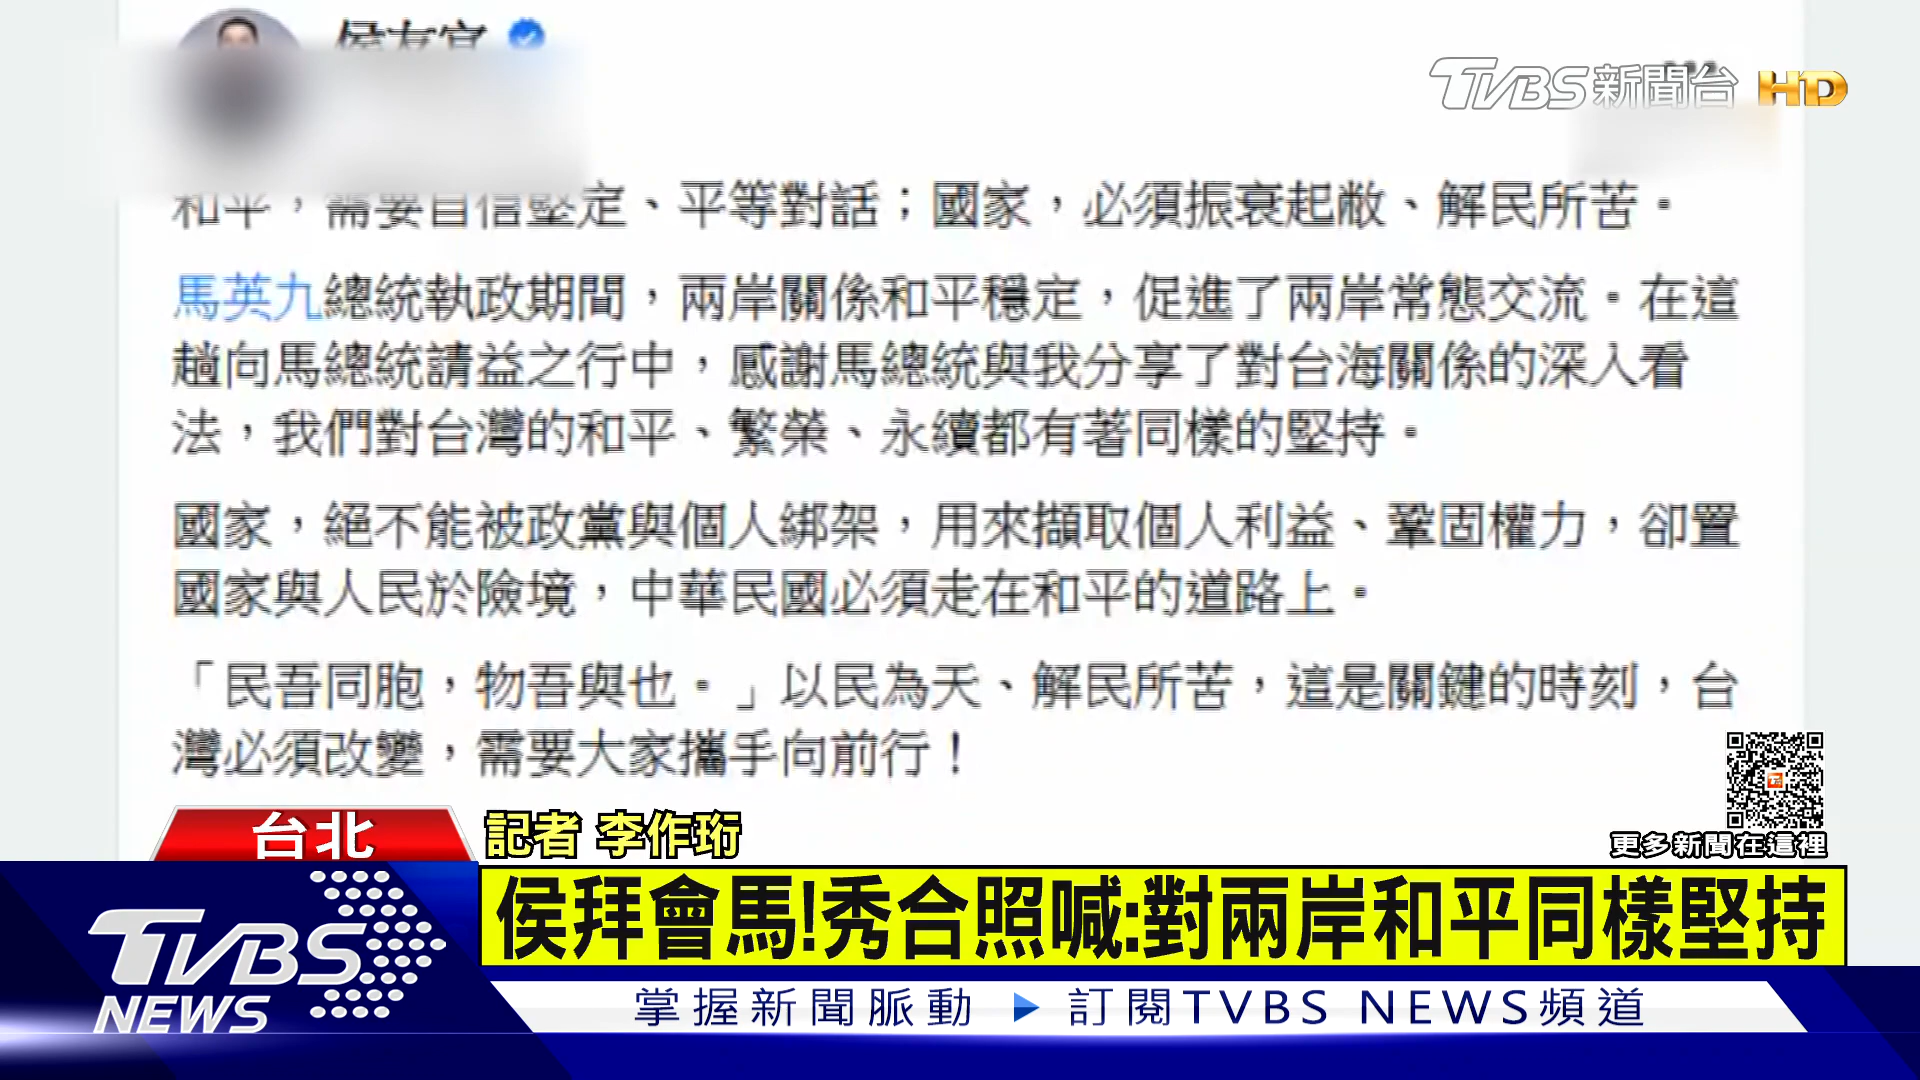 侯友宜
TVBS新聞台 HD
和平，需要自信堅定、平等對話；國家，必須振衰起敝、解民所苦。
馬英九總統執政期間，兩岸關係和平穩定，促進了兩岸常態交流。在這
趟向馬總統請益之行中，感謝馬總統與我分享了對台海關係的深入看
法，我們對台灣的和平、繁榮、永續都有著同樣的堅持。
國家，絕不能被政黨與個人綁架，用來擷取個人利益、鞏固權力，卻置
國家與人民於險境，中華民國必須走在和平的道路上。
「民吾同胞，物吾與也。」以民為天、解民所苦，這是關鍵的時刻，台
灣必須改變，需要大家攜手向前行！
更多新聞在這裡
台北
記者 李作珩
侯拜會馬!秀合照喊:對兩岸和平同樣堅持
TVBS
NEWS
掌握新聞脈動 ▶ 訂閱TVBS NEWS頻道